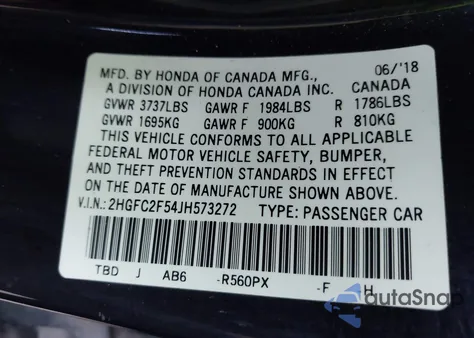 MFD. BY HONDA OF CANADA MFG., 06/'18
A DIVISION OF HONDA CANADA INC. CANADA
GVWR 3737LBS GAWR F 1984LBS R 1786LBS
GVWR 1695KG GAWR F 900KG R 810KG
THIS VEHICLE CONFORMS TO ALL APPLICABLE
FEDERAL MOTOR VEHICLE SAFETY, BUMPER,
AND THEFT PREVENTION STANDARDS IN EFFECT
ON THE DATE OF MANUFACTURE SHOWN ABOVE.
V.I.N.: 2HGFC2F54JH573272 TYPE: PASSENGER CAR
TBD J AB6 -R560PX -F -H
autoSnap